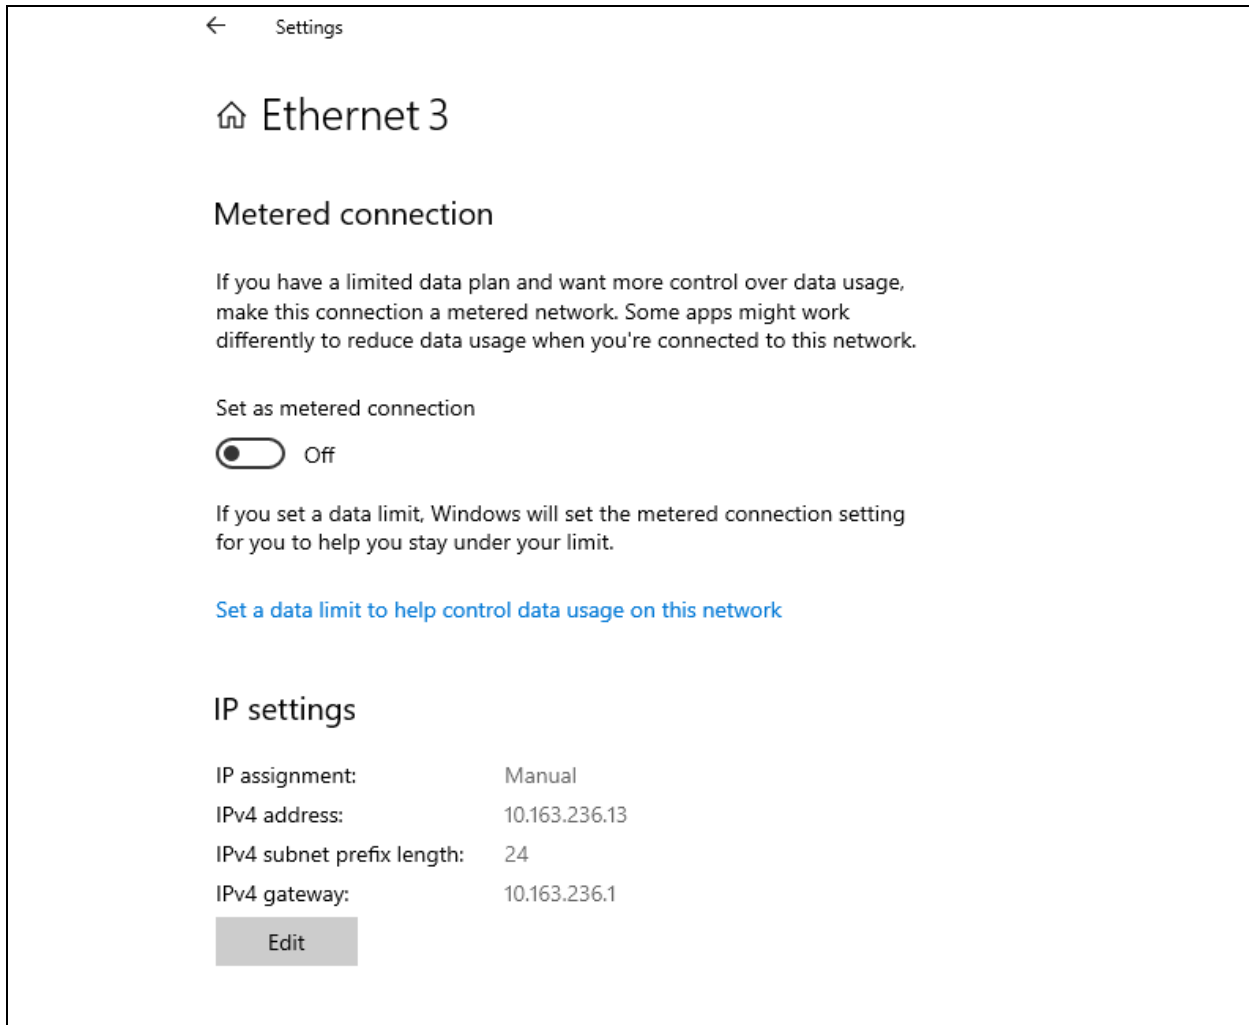 Settings
Ethernet 3
Metered connection
If you have a limited data plan and want more control over data usage,
make this connection a metered network. Some apps might work
differently to reduce data usage when you're connected to this network.
Set as metered connection
Off
If you set a data limit, Windows will set the metered connection setting
for you to help you stay under your limit.
Set a data limit to help control data usage on this network
IP settings
IP assignment: Manual
IPv4 address: 10.163.236.13
IPv4 subnet prefix length: 24
IPv4 gateway: 10.163.236.1
Edit